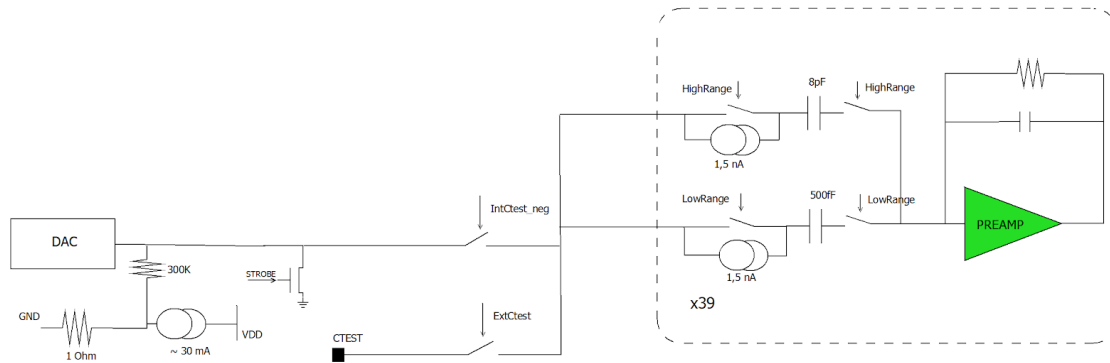 HighRange
8pF
HighRange
1,5 nA
LowRange
500fF
LowRange
IntCtest_neg
DAC
PREAMP
300K
STROBE
1,5 nA
x39
GND
VDD
ExtCtest
CTEST
1 Ohm
~ 30 mA